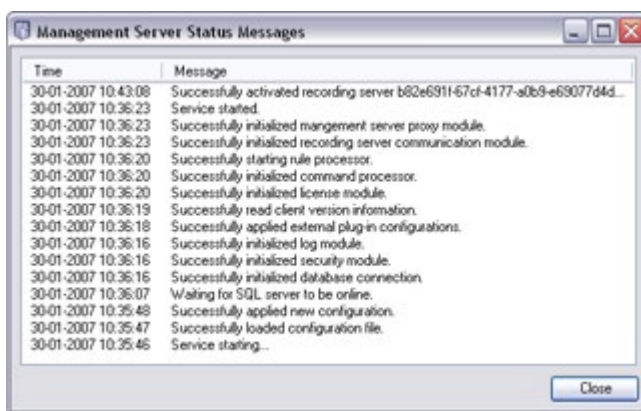 Management Server Status Messages
Time Message
30-01-2007 10:43:08 Successfully activated recording server b82e691f-67cf-4177-a0b9-e69077d4d...
30-01-2007 10:36:23 Service started.
30-01-2007 10:36:23 Successfully initialized mangement server proxy module.
30-01-2007 10:36:23 Successfully initialized recording server communication module.
30-01-2007 10:36:20 Successfully starting rule processor.
30-01-2007 10:36:20 Successfully initialized command processor.
30-01-2007 10:36:20 Successfully initialized license module.
30-01-2007 10:36:19 Successfully read client version information.
30-01-2007 10:36:18 Successfully applied external plug-in configurations.
30-01-2007 10:36:16 Successfully initialized log module.
30-01-2007 10:36:16 Successfully initialized security module.
30-01-2007 10:36:16 Successfully initialized database connection.
30-01-2007 10:36:07 Waiting for SQL server to be online.
30-01-2007 10:35:48 Successfully applied new configuration.
30-01-2007 10:35:47 Successfully loaded configuration file.
30-01-2007 10:35:46 Service starting...
Close